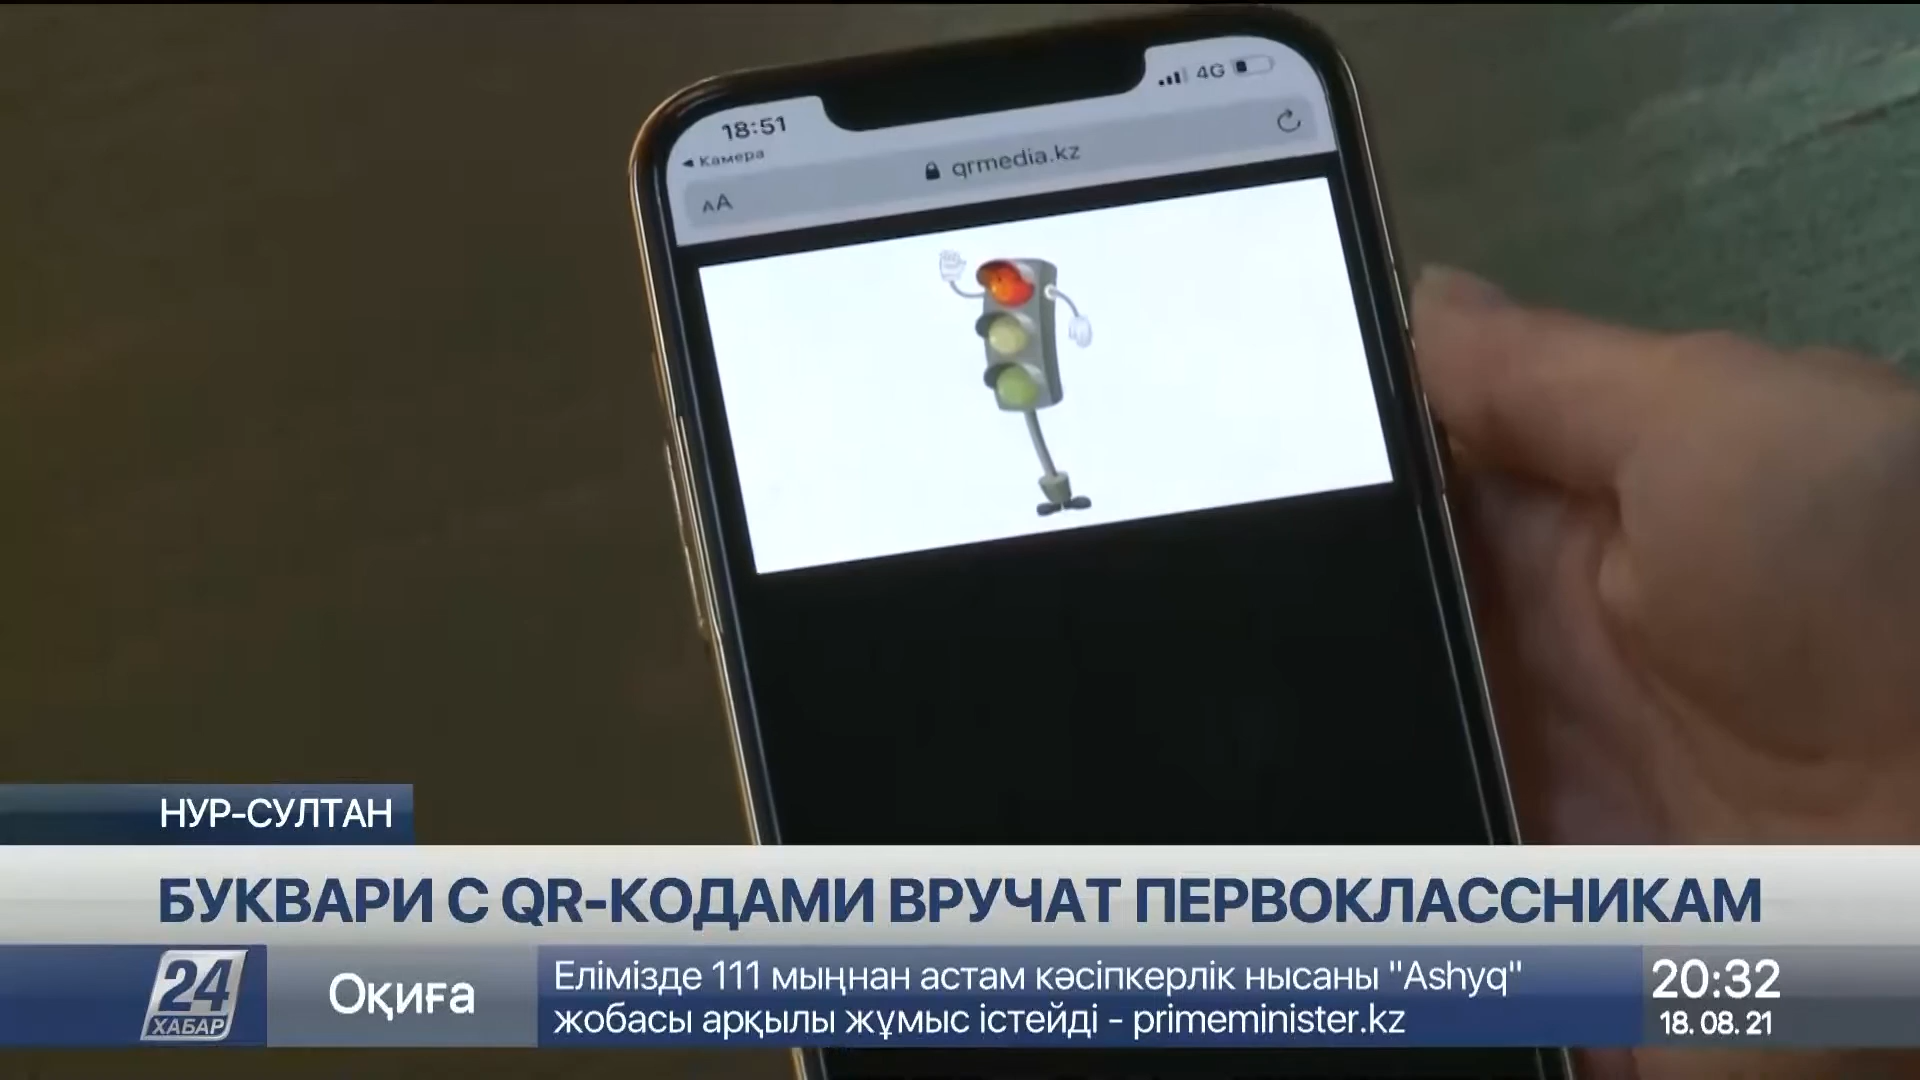 18:51
4G
◄ Камера
AA
qrmedia.kz
НУР-СУЛТАН
БУКВАРИ С QR-КОДАМИ ВРУЧАТ ПЕРВОКЛАССНИКАМ
24
ХАБАР
Оқиға
Елімізде 111 мыңнан астам кәсіпкерлік нысаны "Ashyq"
жобасы арқылы жұмыс істейді - primeminister.kz
20:32
18. 08. 21